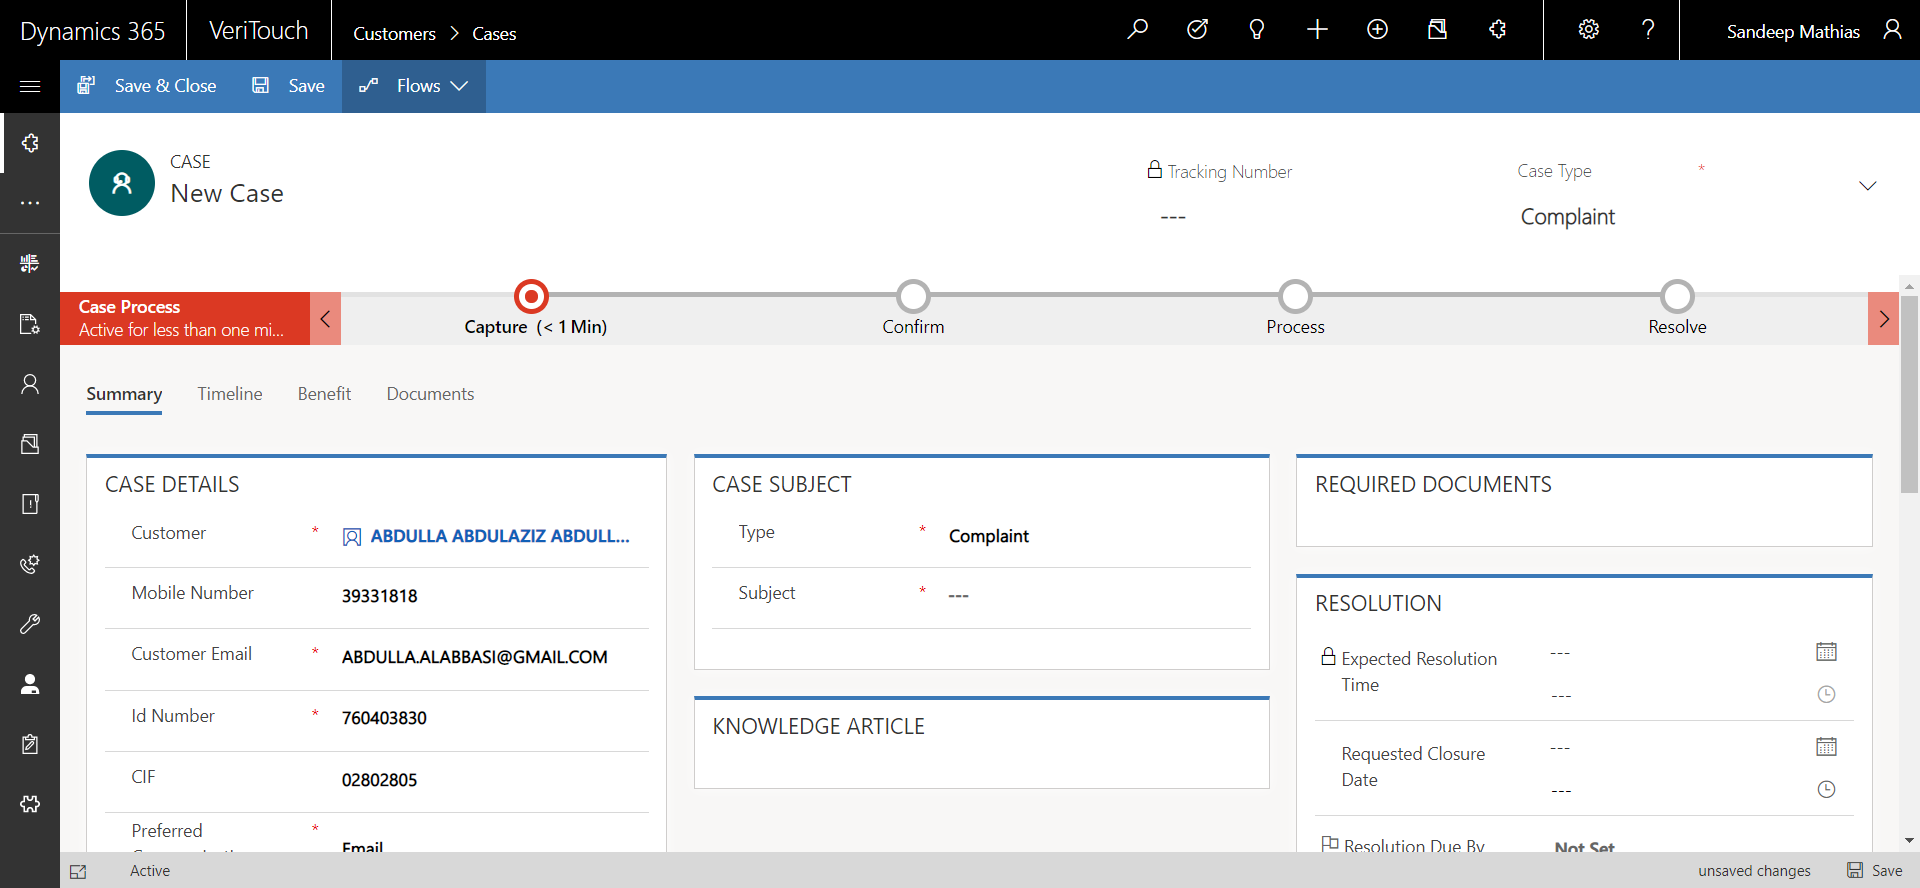 Dynamics 365
VeriTouch
Customers > Cases
Sandeep Mathias
Save & Close
Save
Flows
CASE
New Case
Tracking Number
---
Case Type *
Complaint
Case Process
Active for less than one mi...
Capture (< 1 Min)
Confirm
Process
Resolve
Summary
Timeline
Benefit
Documents
CASE DETAILS
Customer * ABDULLA ABDULAZIZ ABDULL...
Mobile Number 39331818
Customer Email * ABDULLA.ALABBASI@GMAIL.COM
Id Number * 760403830
CIF 02802805
Preferred * Email
CASE SUBJECT
Type * Complaint
Subject * ---
KNOWLEDGE ARTICLE
REQUIRED DOCUMENTS
RESOLUTION
Expected Resolution ---
Time ---
Requested Closure ---
Date ---
Resolution Due By Not Set
Active
unsaved changes
Save